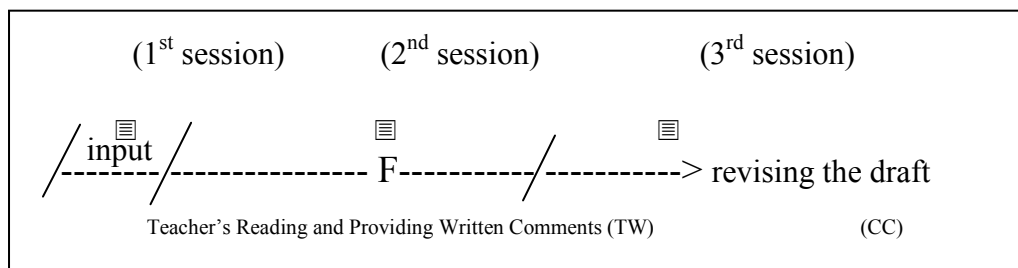 (1st session) (2nd session) (3rd session)
input
/--------/-----------------F------------/----------> revising the draft
Teacher's Reading and Providing Written Comments (TW) (CC)